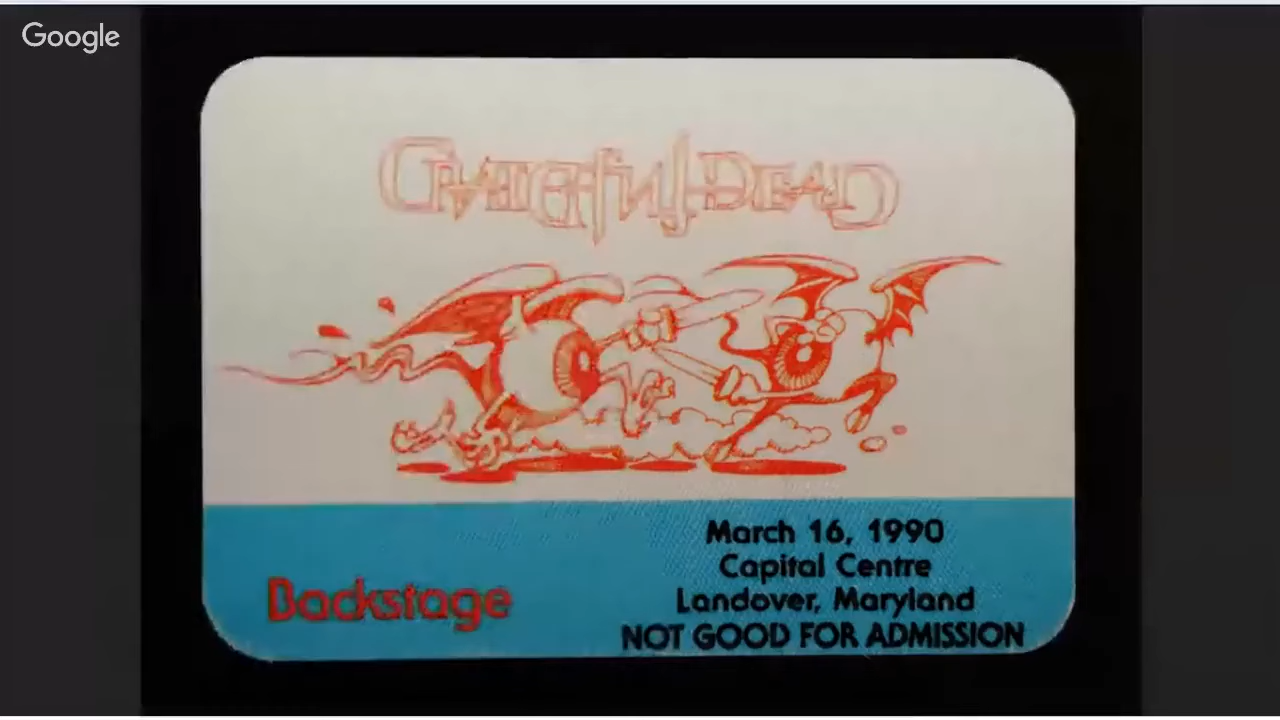 Google
Grateful Dead
March 16, 1990
Capital Centre
Landover, Maryland
Backstage
NOT GOOD FOR ADMISSION